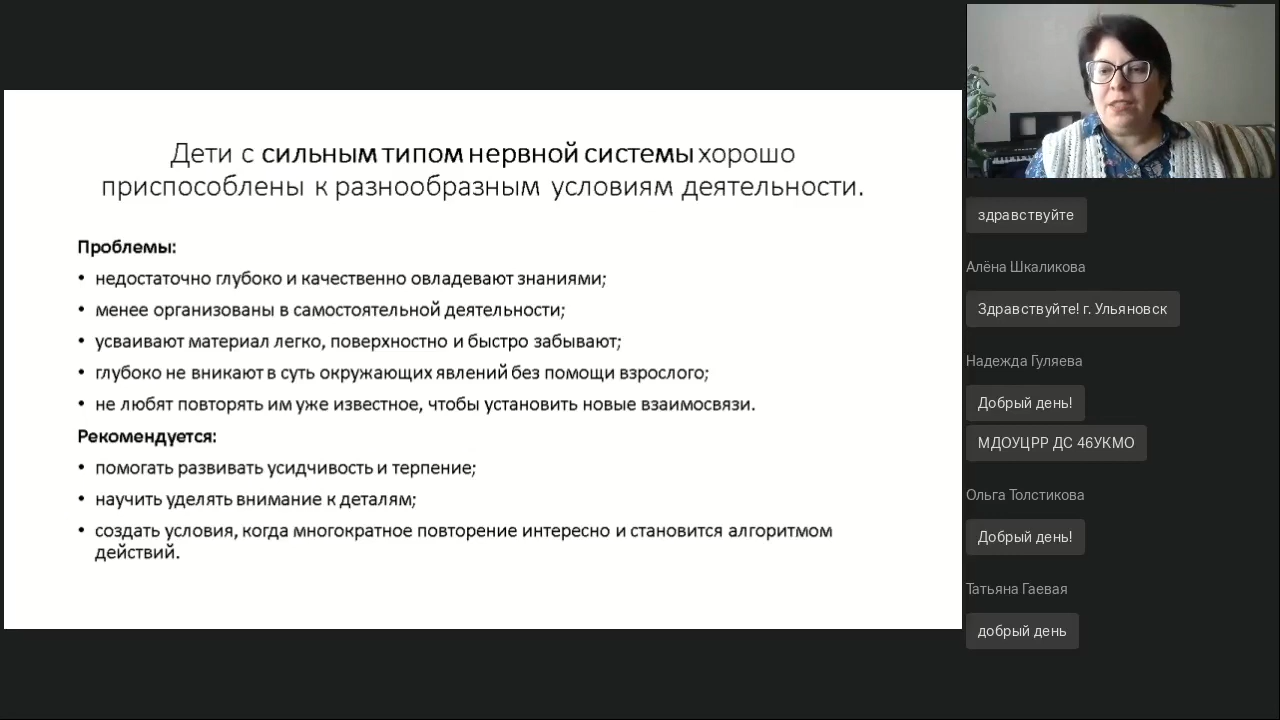 Дети с сильным типом нервной системы хорошо
приспособлены к разнообразным условиям деятельности.
Проблемы:
• недостаточно глубоко и качественно овладевают знаниями;
• менее организованы в самостоятельной деятельности;
• усваивают материал легко, поверхностно и быстро забывают;
• глубоко не вникают в суть окружающих явлений без помощи взрослого;
• не любят повторять им уже известное, чтобы установить новые взаимосвязи.
Рекомендуется:
• помогать развивать усидчивость и терпение;
• научить уделять внимание к деталям;
• создать условия, когда многократное повторение интересно и становится алгоритмом
действий.
здравствуйте
Алёна Шкаликова
Здравствуйте! г. Ульяновск
Надежда Гуляева
Добрый день!
МДОУЦРР ДС 46УКМО
Ольга Толстикова
Добрый день!
Татьяна Гаевая
добрый день